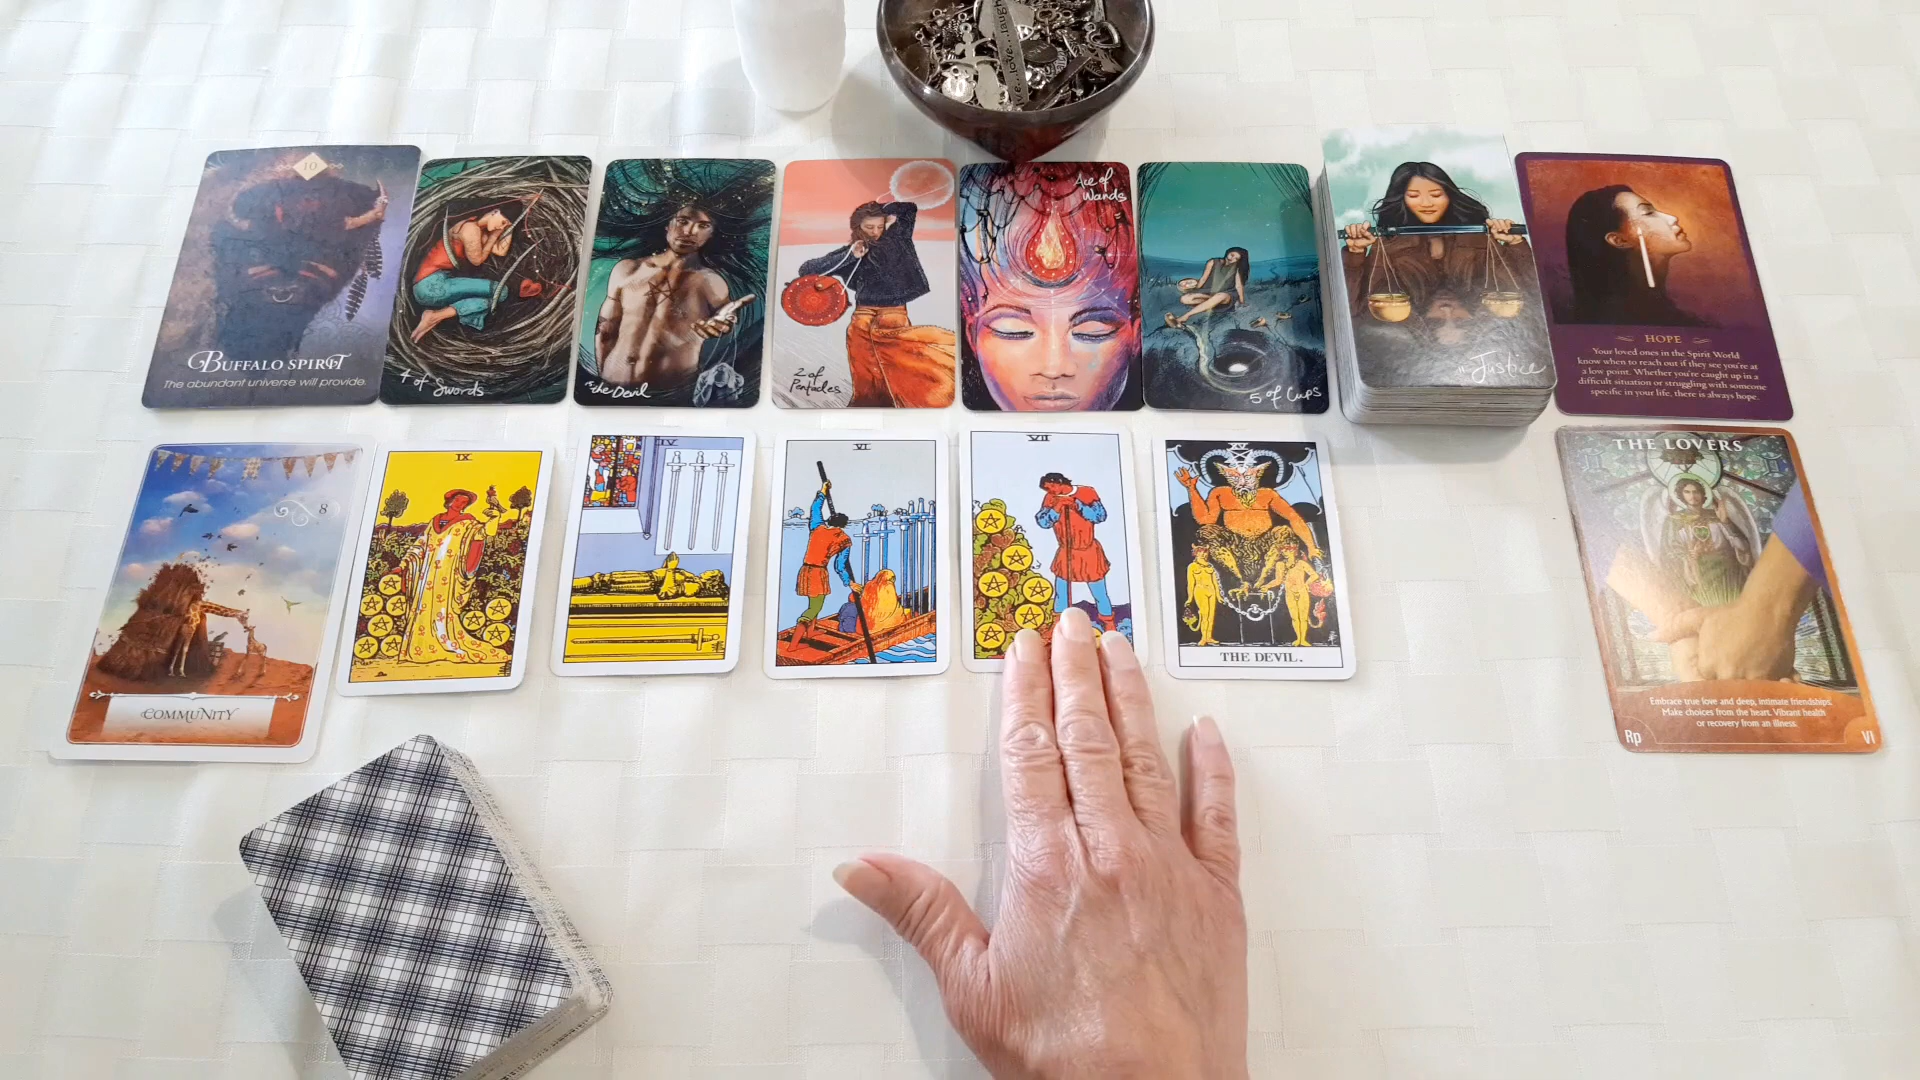 live...love...laugh
10
BUFFALO SPIRIT
The abundant universe will provide.
4 of Swords
The Devil
2 of
Pentacles
Ace of
Wands
5 of Cups
11 Justice
HOPE
Your loved ones in the Spirit World
know when to reach out if they see you're at
a low point. Whether you're caught up in a
difficult situation or struggling with someone
specific in your life, there is always hope.
8
COMMUNITY
IX
IV
VI
VII
XV
THE DEVIL.
THE LOVERS
Embrace true love and deep, intimate friendships.
Make choices from the heart. Vibrant health
or recovery from an illness.
Rp
VI